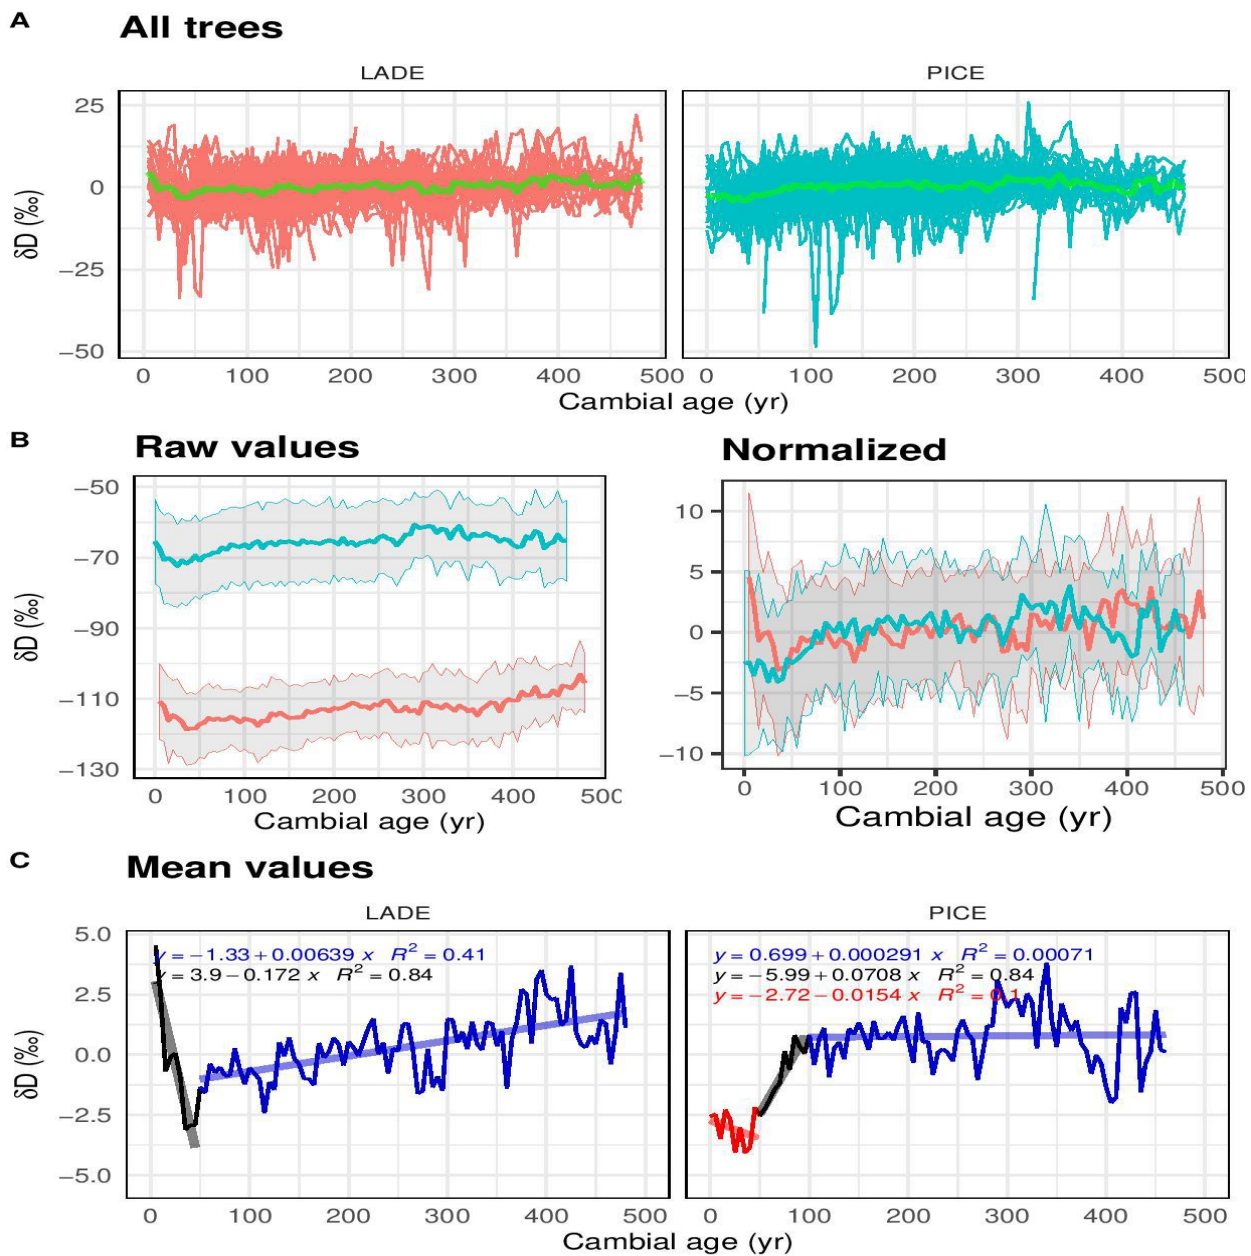 A
All trees
LADE
PICE
25
0
−25
−50
δD (‰)
0 100 200 300 400 500
0 100 200 300 400 500
Cambial age (yr)
B
Raw values
Normalized
−50
−70
−90
−110
−130
δD (‰)
10
5
0
−5
−10
0 100 200 300 400 500
0 100 200 300 400 500
Cambial age (yr)
Cambial age (yr)
C
Mean values
LADE
PICE
5.0
2.5
0.0
−2.5
−5.0
δD (‰)
y = −1.33 + 0.00639 x R² = 0.41
y = 3.9 − 0.172 x R² = 0.84
y = 0.699 + 0.000291 x R² = 0.00071
y = −5.99 + 0.0708 x R² = 0.84
y = −2.72 − 0.0154 x R² = 0.1
0 100 200 300 400 500
0 100 200 300 400 500
Cambial age (yr)